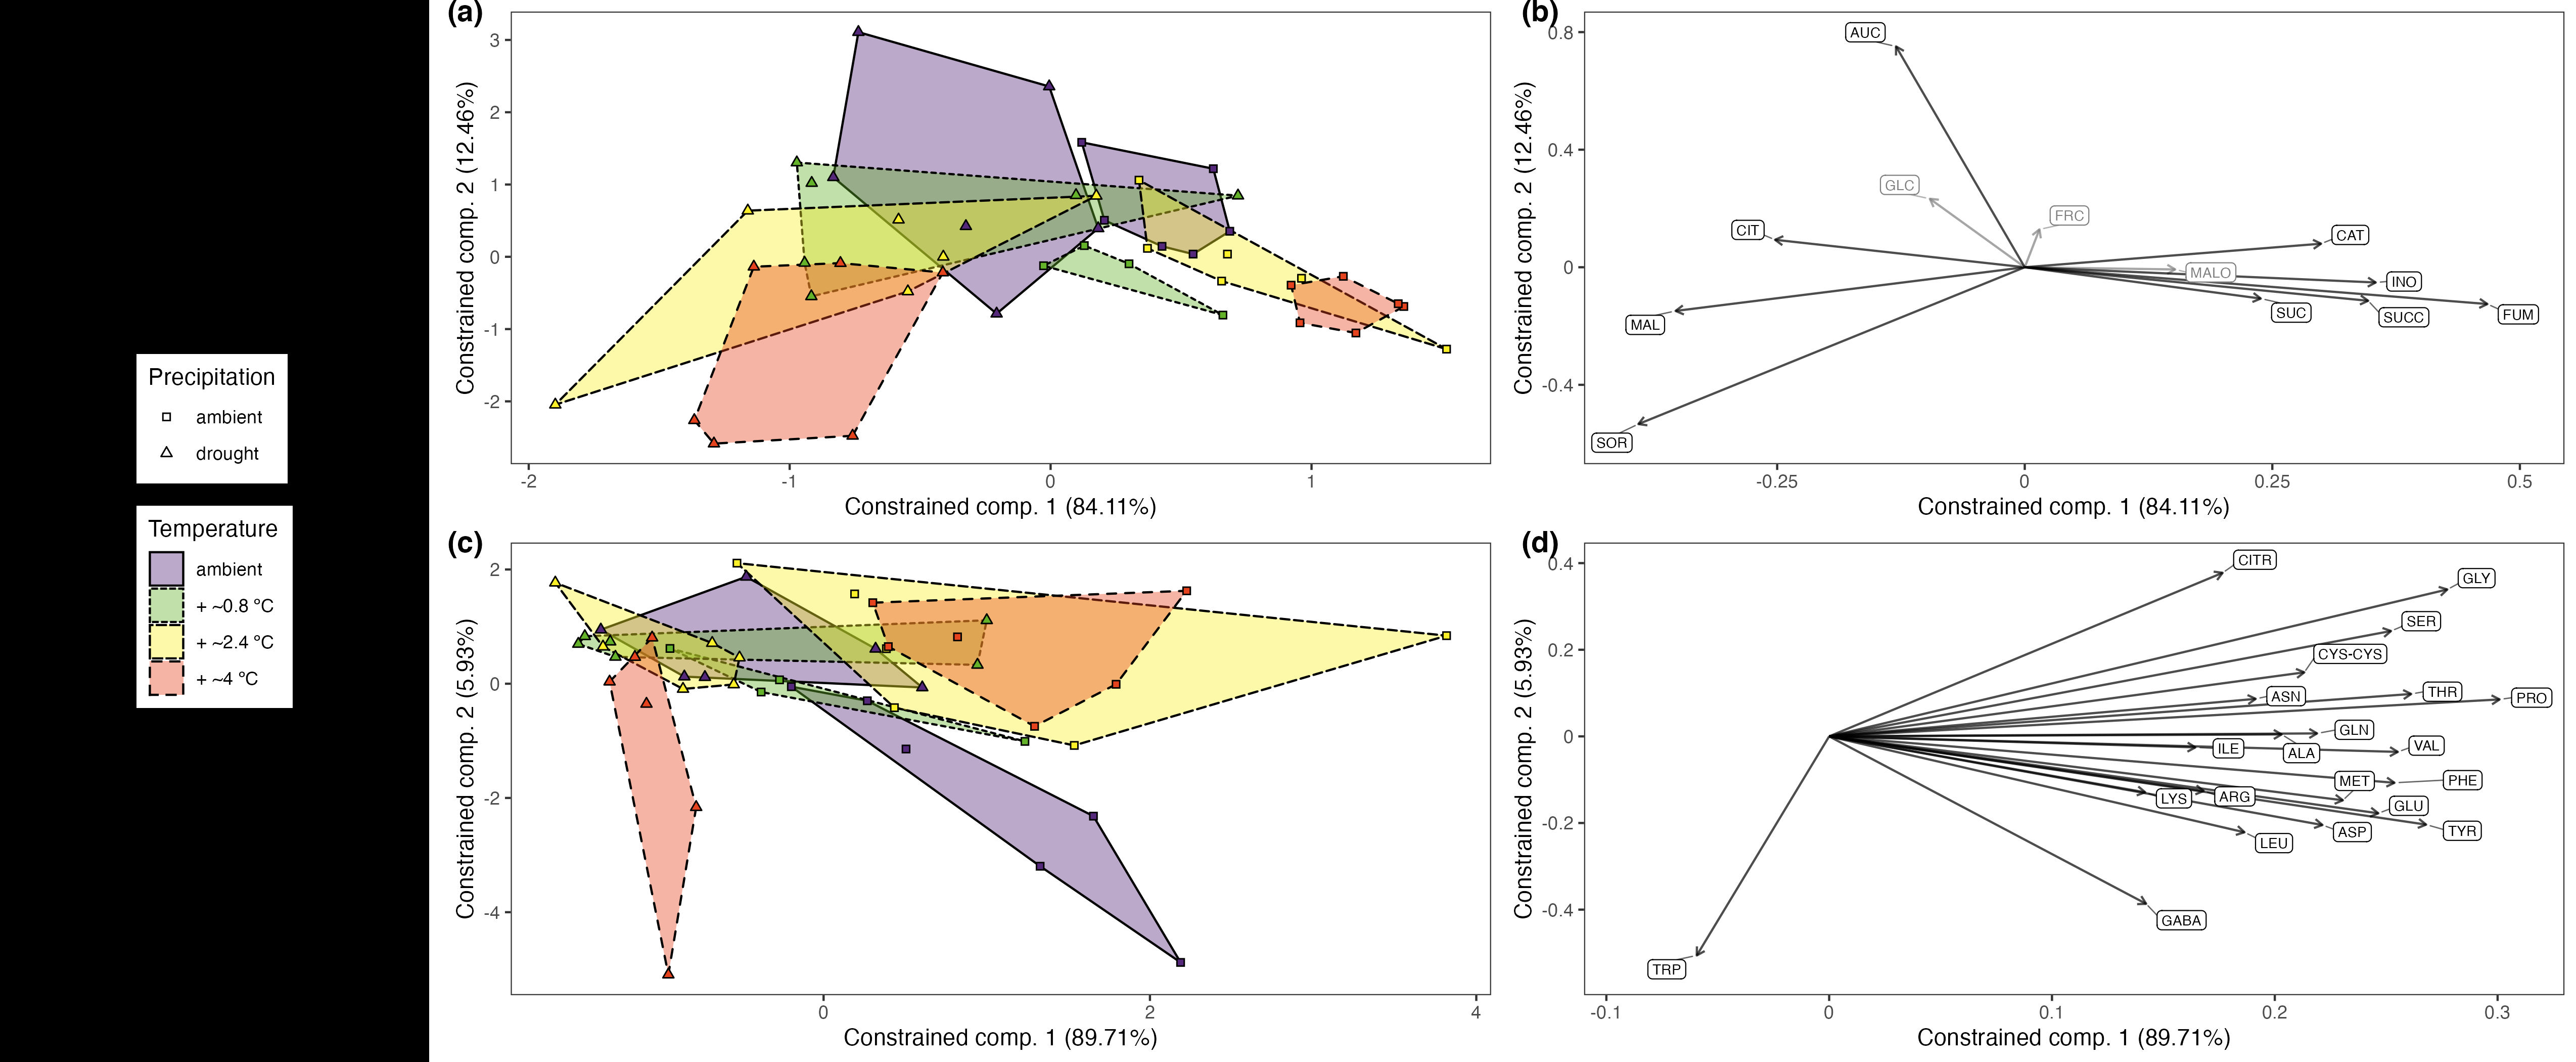 Precipitation
ambient
drought
Temperature
ambient
+ ~0.8 °C
+ ~2.4 °C
+ ~4 °C
(a)
Constrained comp. 2 (12.46%)
3
2
1
0
-1
-2
-2
-1
0
1
Constrained comp. 1 (84.11%)
(b)
Constrained comp. 2 (12.46%)
0.8
0.4
0
-0.4
AUC
GLC
FRC
CIT
CAT
MALO
INO
SUC
SUCC
FUM
MAL
SOR
-0.25
0
0.25
0.5
Constrained comp. 1 (84.11%)
(c)
Constrained comp. 2 (5.93%)
2
0
-2
-4
0
2
4
Constrained comp. 1 (89.71%)
(d)
Constrained comp. 2 (5.93%)
0.4
0.2
0
-0.2
-0.4
CITR
GLY
SER
CYS-CYS
ASN
THR
PRO
GLN
ILE
ALA
VAL
MET
PHE
LYS
ARG
GLU
LEU
ASP
TYR
GABA
TRP
-0.1
0
0.1
0.2
0.3
Constrained comp. 1 (89.71%)